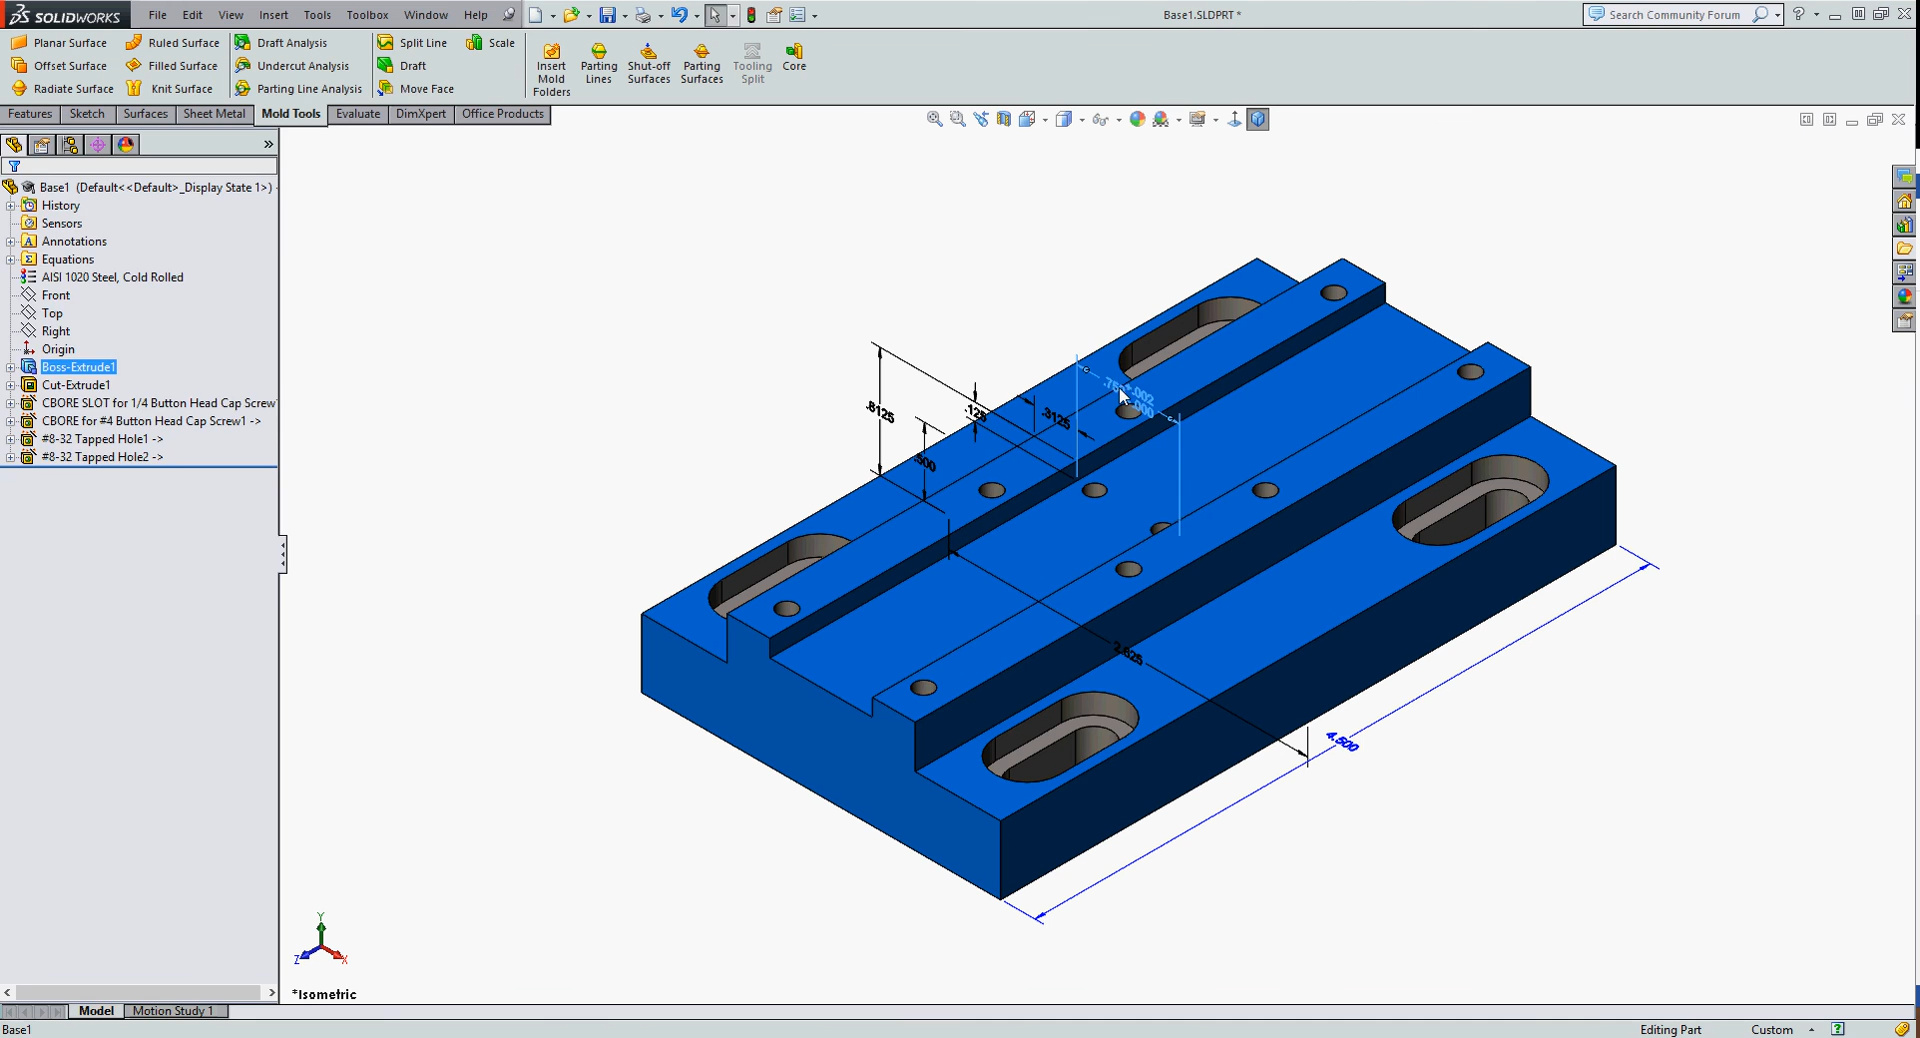 SOLIDWORKS File Edit View Insert Tools Toolbox Window Help Base1.SLDPRT * Search Community Forum ?
Planar Surface Ruled Surface Draft Analysis Split Line Scale
Offset Surface Filled Surface Undercut Analysis Draft
Radiate Surface Knit Surface Parting Line Analysis Move Face
Insert Mold Folders
Parting Lines
Shut-off Surfaces
Parting Surfaces
Tooling Split
Core
Features Sketch Surfaces Sheet Metal Mold Tools Evaluate DimXpert Office Products
»
Base1 (Default<<Default>_Display State 1>)
History
Sensors
Annotations
Equations
AISI 1020 Steel, Cold Rolled
Front
Top
Right
Origin
Boss-Extrude1
Cut-Extrude1
CBORE SLOT for 1/4 Button Head Cap Screw
CBORE for #4 Button Head Cap Screw1 ->
#8-32 Tapped Hole1 ->
#8-32 Tapped Hole2 ->
+.002
.000
.8125
.125
.3125
.500
2.625
4.500
Y
Z X
*Isometric
Model Motion Study 1
Base1 Editing Part Custom ?